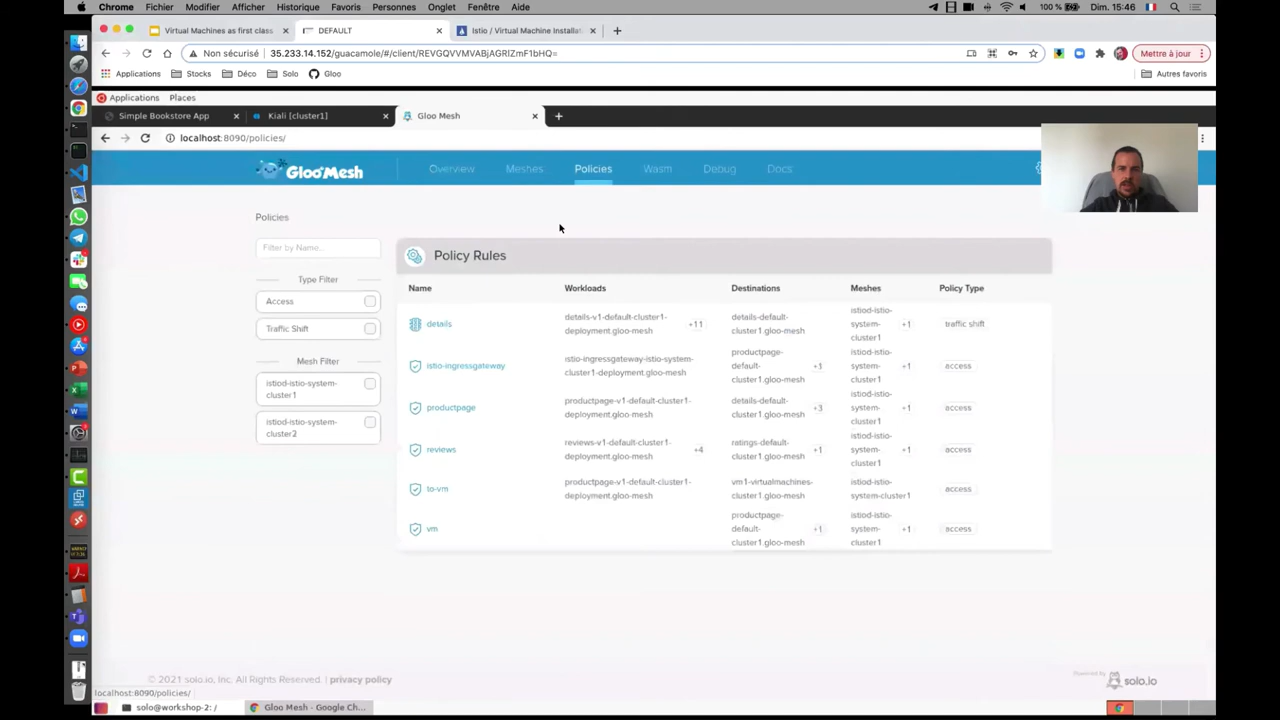 Chrome Fichier Modifier Afficher Historique Favoris Personnes Onglet Fenêtre Aide 100 % Dim. 15:46
Virtual Machines as first class DEFAULT Istio / Virtual Machine Installa
Non sécurisé 35.233.14.152/guacamole/#/client/REVGQVVMVABjAGRlZmF1bHQ= Mettre à jour
Applications Stocks Déco Solo Gloo Autres favoris
Applications Places
Simple Bookstore App Kiali [cluster1] Gloo Mesh
localhost:8090/policies/
Gloo Mesh Overview Meshes Policies Wasm Debug Docs
Policies
Filter by Name...
Type Filter
Access
Traffic Shift
Mesh Filter
istiod-istio-system-
cluster1
istiod-istio-system-
cluster2
Policy Rules
Name Workloads Destinations Meshes Policy Type
details details-v1-default-cluster1-
deployment.gloo-mesh +11 details-default-
cluster1.gloo-mesh istiod-istio-
system-
cluster1 +1 traffic shift
istio-ingressgateway istio-ingressgateway-istio-system-
cluster1-deployment.gloo-mesh productpage-
default-
cluster1.gloo-mesh +1 istiod-istio-
system-
cluster1 +1 access
productpage productpage-v1-default-cluster1-
deployment.gloo-mesh details-default-
cluster1.gloo-mesh +3 istiod-istio-
system-
cluster1 +1 access
reviews reviews-v1-default-cluster1-
deployment.gloo-mesh +4 ratings-default-
cluster1.gloo-mesh +1 istiod-istio-
system-
cluster1 +1 access
to-vm productpage-v1-default-cluster1-
deployment.gloo-mesh vm1-virtualmachines-
cluster1.gloo-mesh istiod-istio-
system-cluster1 access
vm productpage-
default-
cluster1.gloo-mesh +1 istiod-istio-
system-
cluster1 +1 access
© 2021 solo.io, Inc. All Rights Reserved. | privacy policy
Powered by
solo.io
localhost:8090/policies/
solo@workshop-2: / Gloo Mesh - Google Ch...